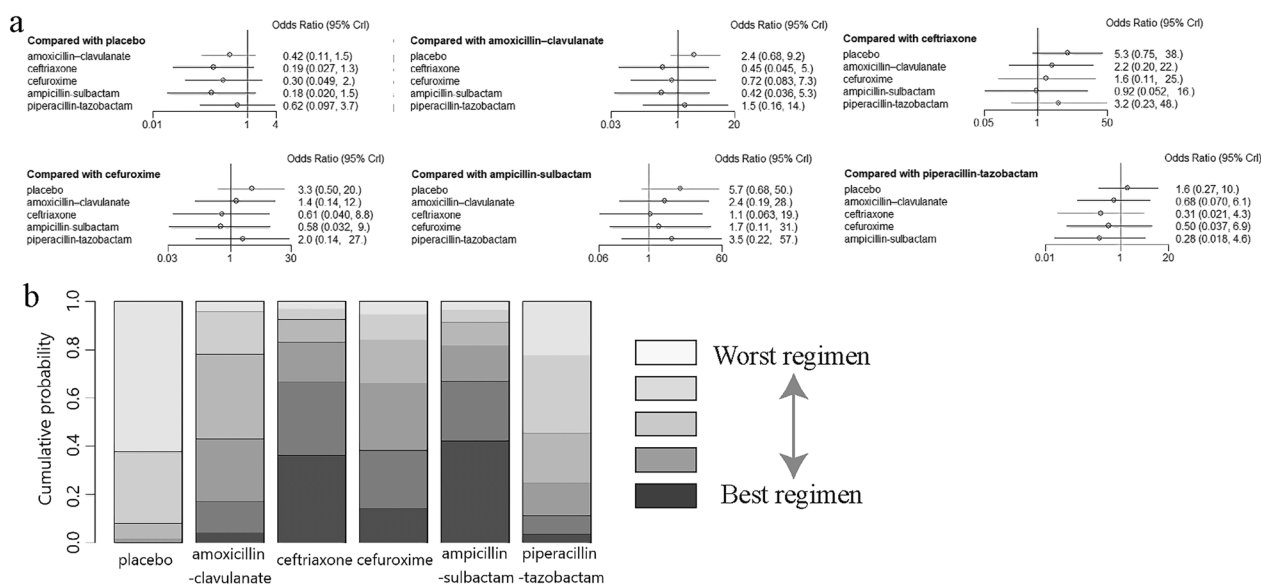 a
Odds Ratio (95% CrI)
Compared with placebo
amoxicillin–clavulanate 0.42 (0.11, 1.5)
ceftriaxone 0.19 (0.027, 1.3)
cefuroxime 0.30 (0.049, 2.)
ampicillin-sulbactam 0.18 (0.020, 1.5)
piperacillin-tazobactam 0.62 (0.097, 3.7)
0.01 1 4
Odds Ratio (95% CrI)
Compared with amoxicillin–clavulanate
placebo 2.4 (0.68, 9.2)
ceftriaxone 0.45 (0.045, 5.)
cefuroxime 0.72 (0.083, 7.3)
ampicillin-sulbactam 0.42 (0.036, 5.3)
piperacillin-tazobactam 1.5 (0.16, 14.)
0.03 1 20
Odds Ratio (95% CrI)
Compared with ceftriaxone
placebo 5.3 (0.75, 38.)
amoxicillin–clavulanate 2.2 (0.20, 22.)
cefuroxime 1.6 (0.11, 25.)
ampicillin-sulbactam 0.92 (0.052, 16.)
piperacillin-tazobactam 3.2 (0.23, 48.)
0.05 1 50
Odds Ratio (95% CrI)
Compared with cefuroxime
placebo 3.3 (0.50, 20.)
amoxicillin–clavulanate 1.4 (0.14, 12.)
ceftriaxone 0.61 (0.040, 8.8)
ampicillin-sulbactam 0.58 (0.032, 9.)
piperacillin-tazobactam 2.0 (0.14, 27.)
0.03 1 30
Odds Ratio (95% CrI)
Compared with ampicillin-sulbactam
placebo 5.7 (0.68, 50.)
amoxicillin–clavulanate 2.4 (0.19, 28.)
ceftriaxone 1.1 (0.063, 19.)
cefuroxime 1.7 (0.11, 31.)
piperacillin-tazobactam 3.5 (0.22, 57.)
0.06 1 60
Odds Ratio (95% CrI)
Compared with piperacillin-tazobactam
placebo 1.6 (0.27, 10.)
amoxicillin–clavulanate 0.68 (0.070, 6.1)
ceftriaxone 0.31 (0.021, 4.3)
cefuroxime 0.50 (0.037, 6.9)
ampicillin-sulbactam 0.28 (0.018, 4.6)
0.01 1 20
b
Cumulative probability
1.0
0.8
0.6
0.4
0.2
0.0
placebo
amoxicillin
-clavulanate
ceftriaxone
cefuroxime
ampicillin
-sulbactam
piperacillin
-tazobactam
Worst regimen
Best regimen